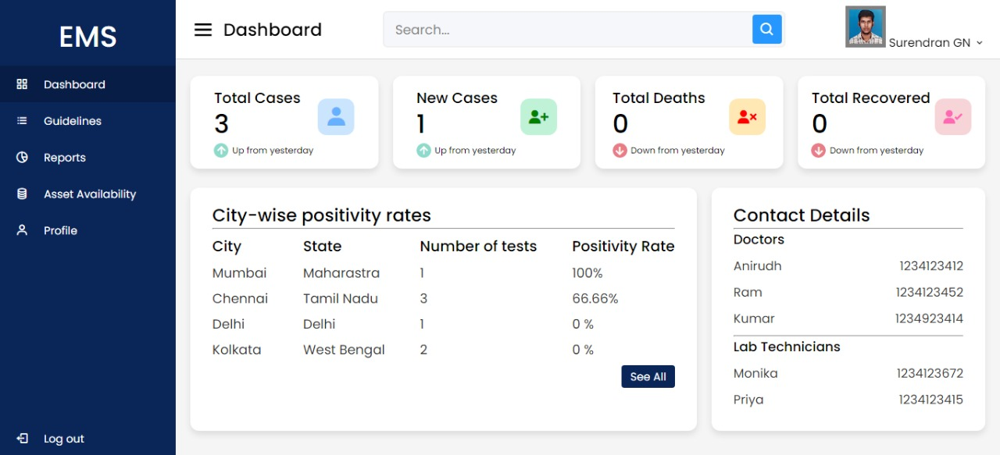 EMS
Dashboard
Guidelines
Reports
Asset Availability
Profile
Log out
Dashboard
Search...
Surendran GN
Total Cases
3
Up from yesterday
New Cases
1
Up from yesterday
Total Deaths
0
Down from yesterday
Total Recovered
0
Down from yesterday
City-wise positivity rates
City State Number of tests Positivity Rate
Mumbai Maharastra 1 100%
Chennai Tamil Nadu 3 66.66%
Delhi Delhi 1 0 %
Kolkata West Bengal 2 0 %
See All
Contact Details
Doctors
Anirudh 1234123412
Ram 1234123452
Kumar 1234923414
Lab Technicians
Monika 1234123672
Priya 1234123415